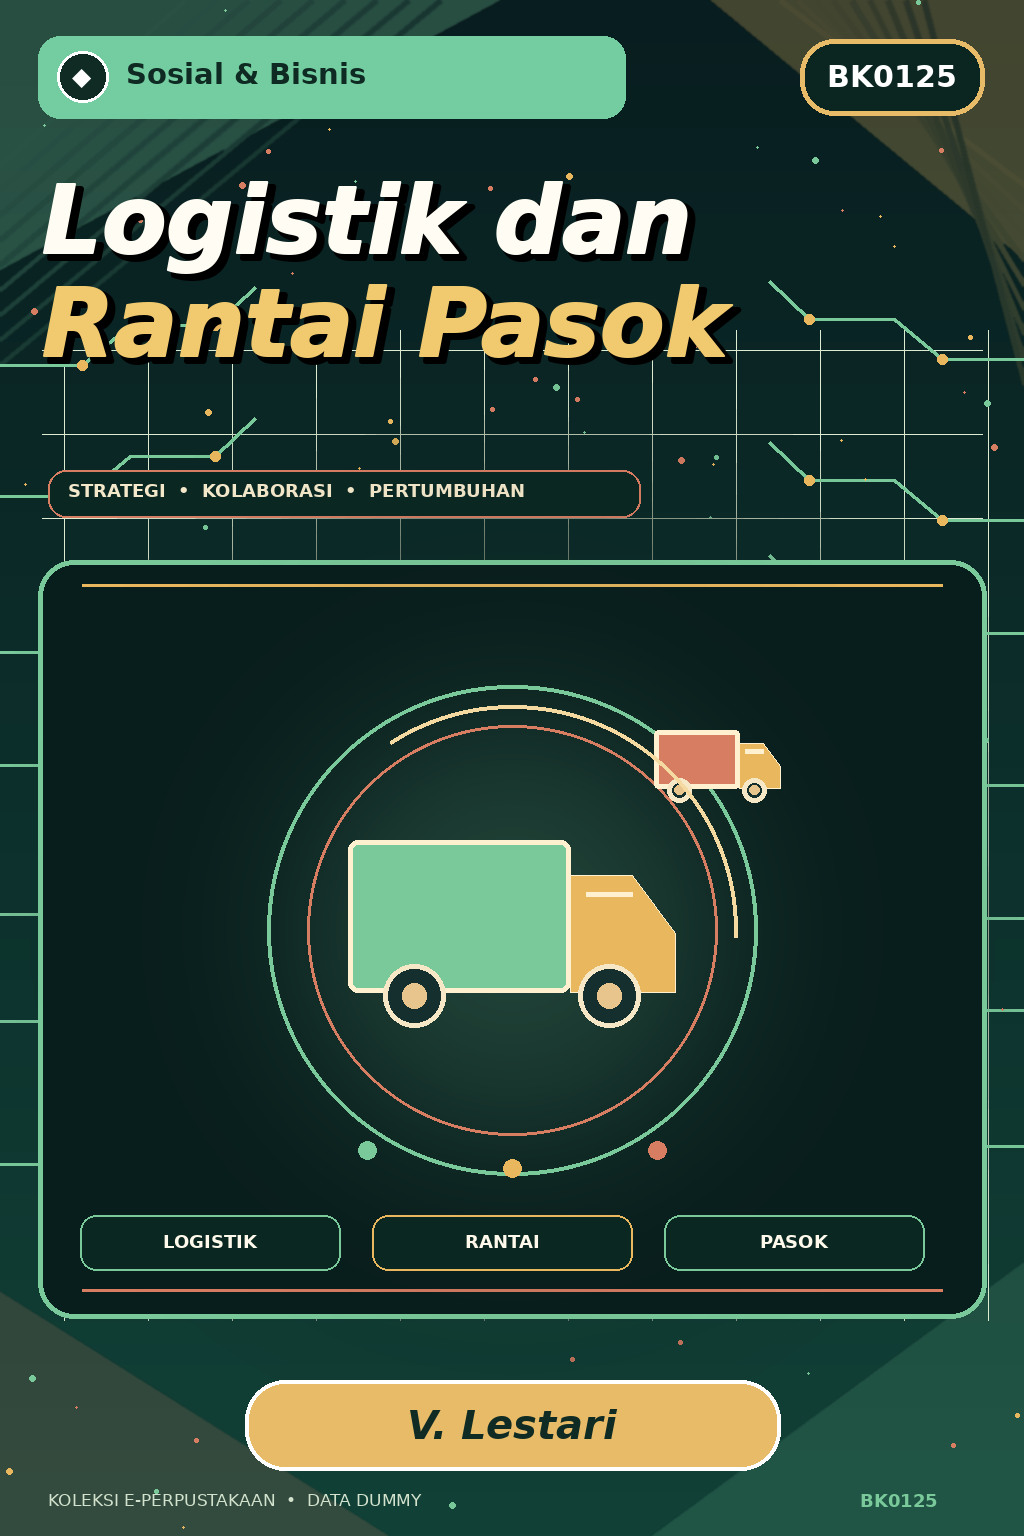 Sosial & Bisnis
BK0125
Logistik dan
Rantai Pasok
STRATEGI • KOLABORASI • PERTUMBUHAN
LOGISTIK
RANTAI
PASOK
V. Lestari
KOLEKSI E-PERPUSTAKAAN • DATA DUMMY
BK0125